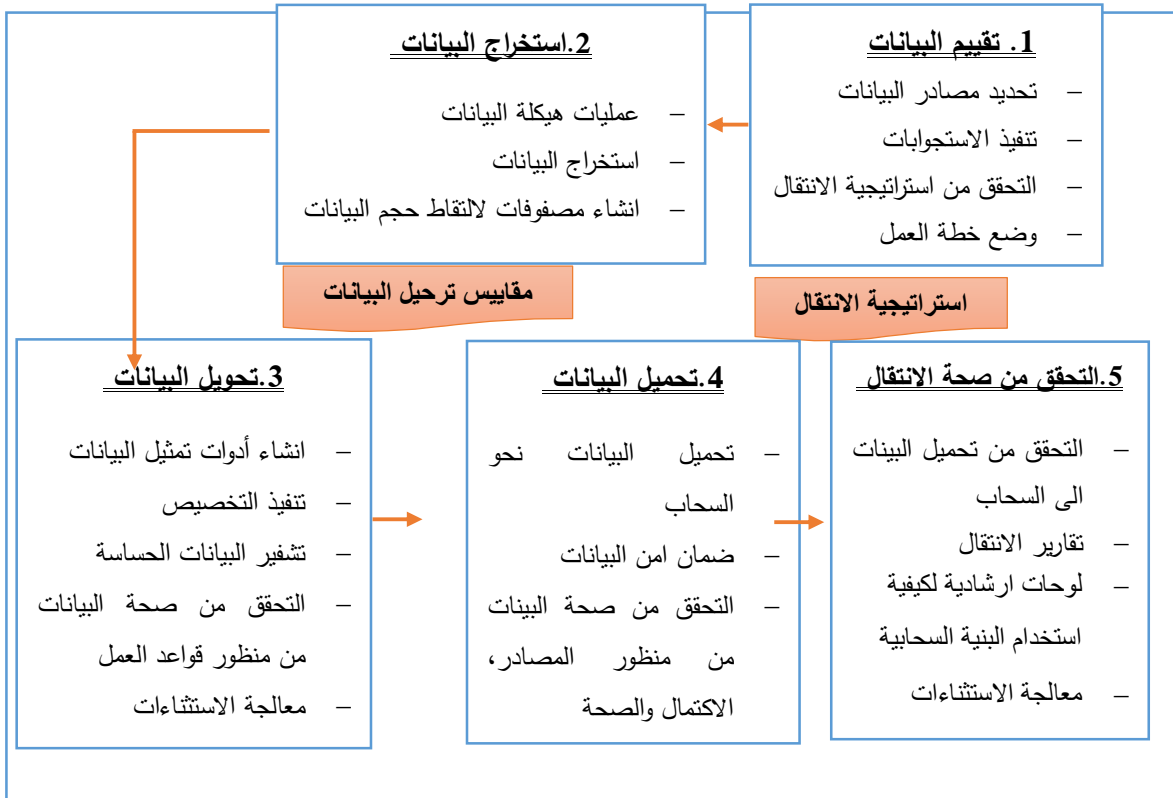 1. تقييم البيانات
– تحديد مصادر البيانات
– تنفيذ الاستجوابات
– التحقق من استراتيجية الانتقال
– وضع خطة العمل
2.استخراج البيانات
– عمليات هيكلة البيانات
– استخراج البيانات
– انشاء مصفوفات لالتقاط حجم البيانات
استراتيجية الانتقال
مقاييس ترحيل البيانات
3.تحويل البيانات
– انشاء أدوات تمثيل البيانات
– تنفيذ التخصيص
– تشفير البيانات الحساسة
– التحقق من صحة البيانات
من منظور قواعد العمل
– معالجة الاستثناءات
4.تحميل البيانات
– تحميل البيانات نحو
السحاب
– ضمان امن البيانات
– التحقق من صحة البينات
من منظور المصادر،
الاكتمال والصحة
5.التحقق من صحة الانتقال
– التحقق من تحميل البينات
الى السحاب
– تقارير الانتقال
– لوحات ارشادية لكيفية
استخدام البنية السحابية
– معالجة الاستثناءات